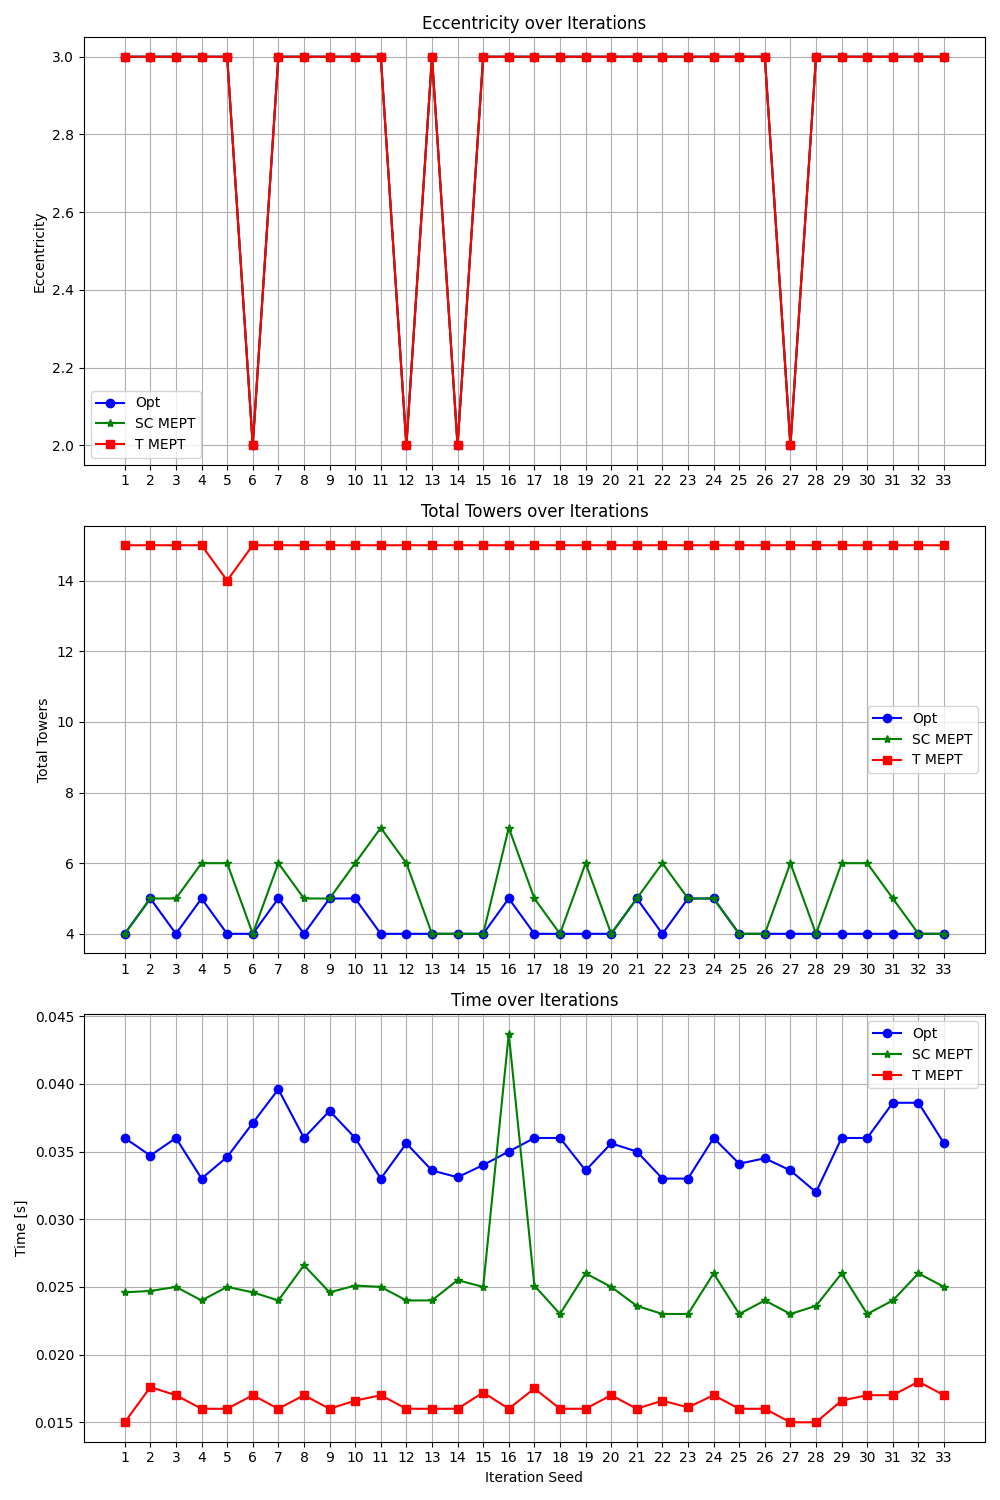 Eccentricity over Iterations
3.0
2.8
2.6
2.4
2.2
2.0
Eccentricity
Opt
SC MEPT
T MEPT
1 2 3 4 5 6 7 8 9 10 11 12 13 14 15 16 17 18 19 20 21 22 23 24 25 26 27 28 29 30 31 32 33
Total Towers over Iterations
14
12
10
8
6
4
Total Towers
Opt
SC MEPT
T MEPT
1 2 3 4 5 6 7 8 9 10 11 12 13 14 15 16 17 18 19 20 21 22 23 24 25 26 27 28 29 30 31 32 33
Time over Iterations
0.045
0.040
0.035
0.030
0.025
0.020
0.015
Time [s]
Opt
SC MEPT
T MEPT
1 2 3 4 5 6 7 8 9 10 11 12 13 14 15 16 17 18 19 20 21 22 23 24 25 26 27 28 29 30 31 32 33
Iteration Seed